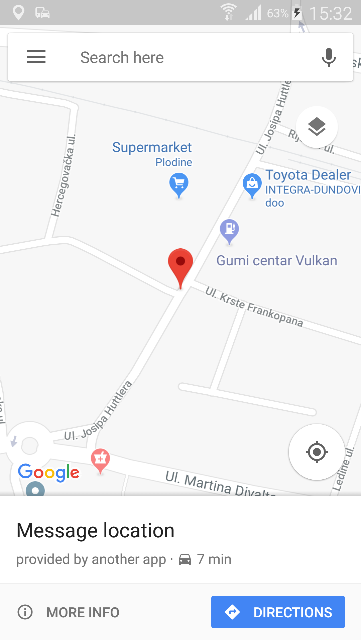 63% 15:32
Search here
Ul. Josipa Huttle
Hercegovačka ul.
Supermarket
Plodine
Toyota Dealer
INTEGRA-DUNDOVI
doo
Gumi centar Vulkan
Ul. Krste Frankopana
Ul. Josipa Huttlera
Google
Ul. Martina Divalt
Ledine ul.
Message location
provided by another app · 7 min
MORE INFO
DIRECTIONS